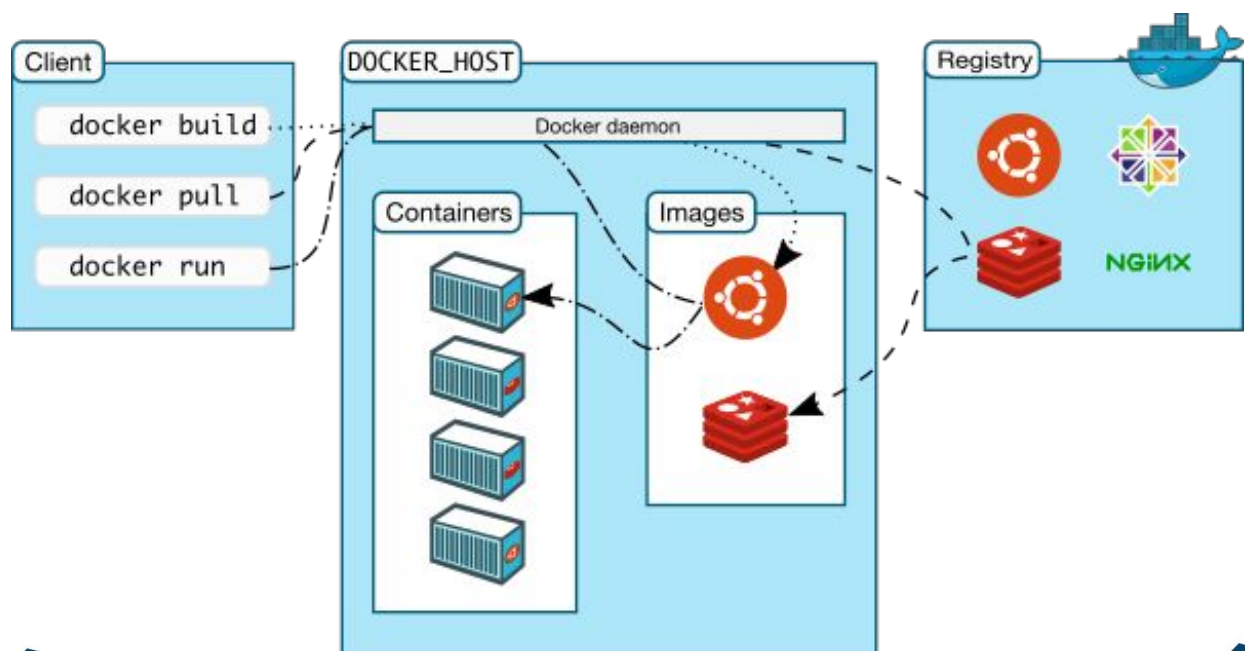 Client
docker build
docker pull
docker run
DOCKER_HOST
Docker daemon
Containers
Images
Registry
NGiNX